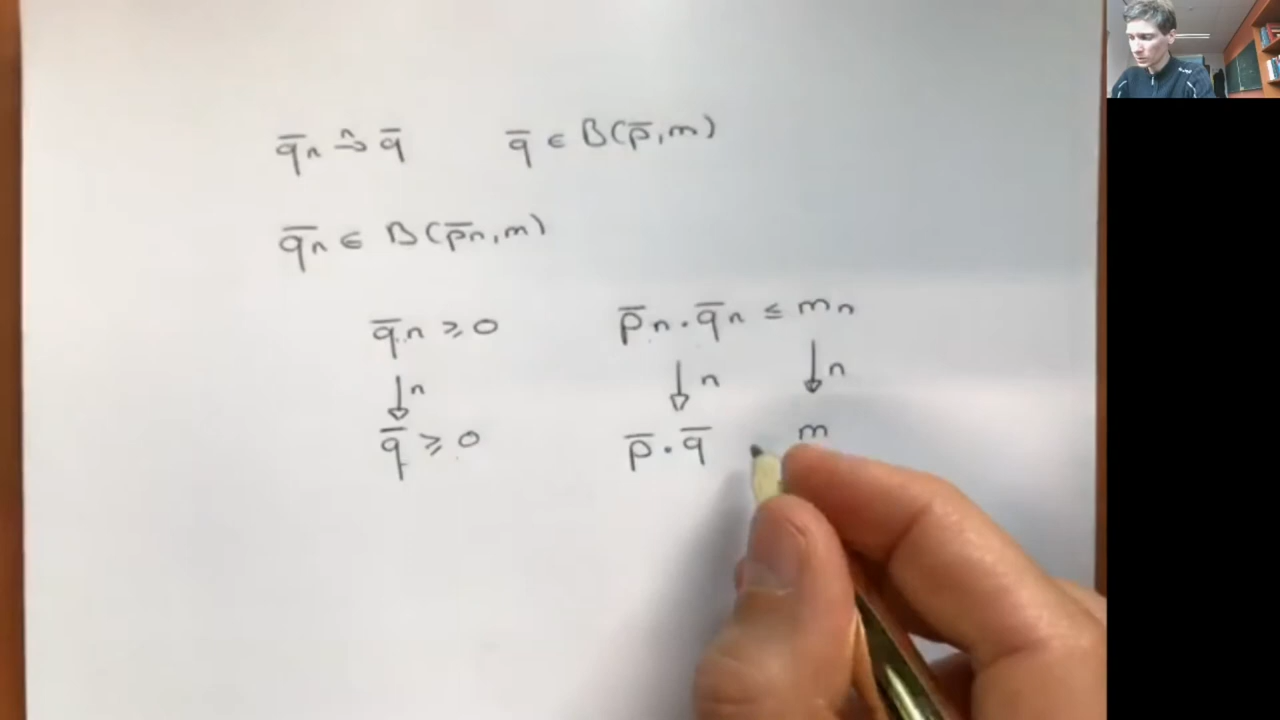 q̄n →ⁿ q̄ q̄ ∈ B(p̄, m)
q̄n ∈ B(p̄n, m)
q̄n ≥ 0 p̄n · q̄n ≤ mn
↓ n ↓ n ↓ n
q̄ ≥ 0 p̄ · q̄ m